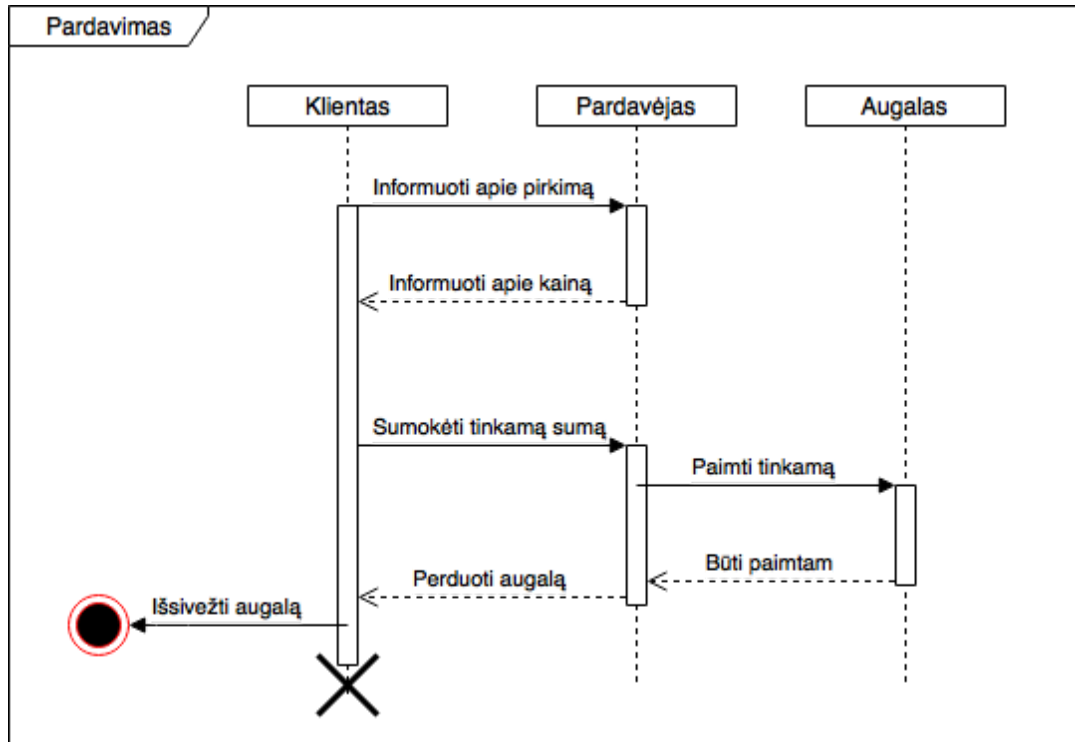 Pardavimas
Klientas
Pardavėjas
Augalas
Informuoti apie pirkimą
Informuoti apie kainą
Sumokėti tinkamą sumą
Paimti tinkamą
Būti paimtam
Perduoti augalą
Išsivežti augalą